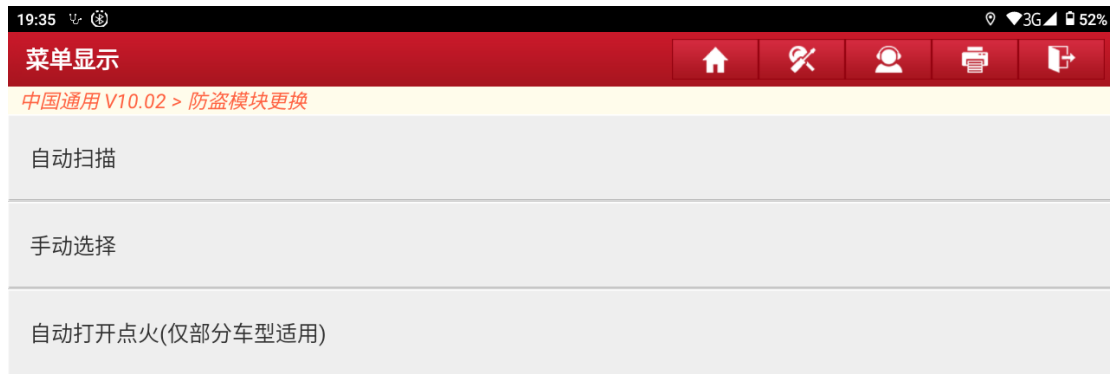 19:35 3G 52%
菜单显示
中国通用 V10.02 > 防盗模块更换
自动扫描
手动选择
自动打开点火(仅部分车型适用)